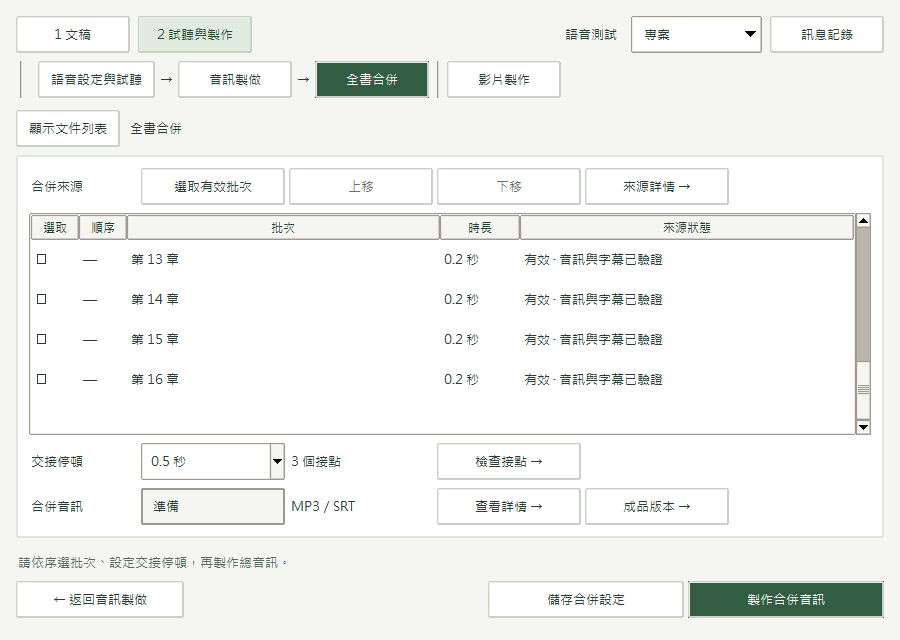 1 文稿
2 試聽與製作
語音測試
專案
訊息記錄
語音設定與試聽 → 音訊製做 → 全書合併
影片製作
顯示文件列表
全書合併
合併來源
選取有效批次
上移
下移
來源詳情 →
選取 順序 批次 時長 來源狀態
— 第 13 章 0.2 秒 有效 · 音訊與字幕已驗證
— 第 14 章 0.2 秒 有效 · 音訊與字幕已驗證
— 第 15 章 0.2 秒 有效 · 音訊與字幕已驗證
— 第 16 章 0.2 秒 有效 · 音訊與字幕已驗證
交接停頓
0.5 秒
3 個接點
檢查接點 →
合併音訊
準備
MP3 / SRT
查看詳情 →
成品版本 →
請依序選批次、設定交接停頓，再製作總音訊。
← 返回音訊製做
儲存合併設定
製作合併音訊